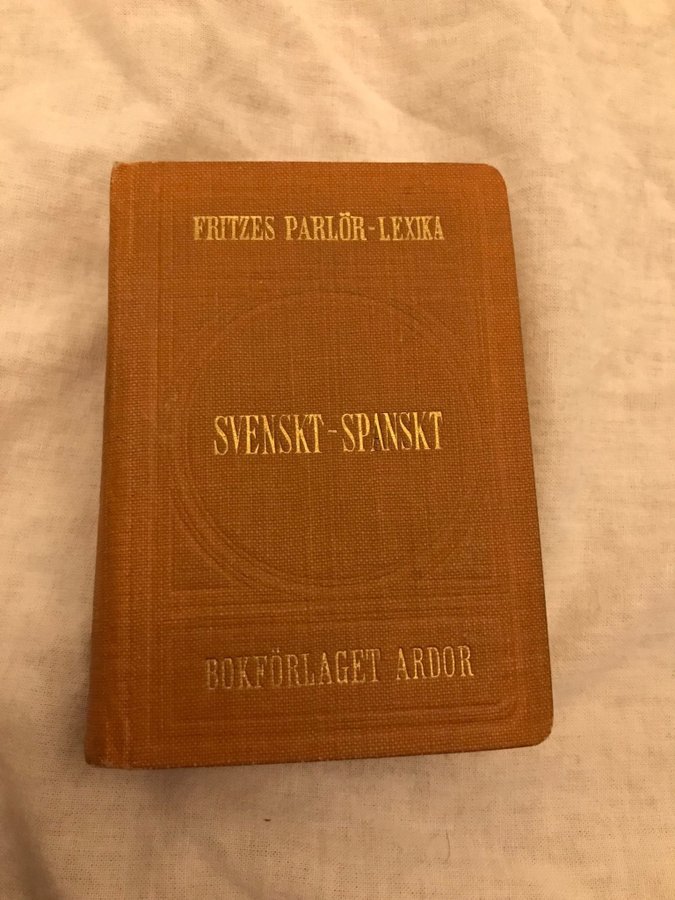 FRITZES PARLÖR-LEXIKA
SVENSKT-SPANSKT
BOKFÖRLAGET ARDOR